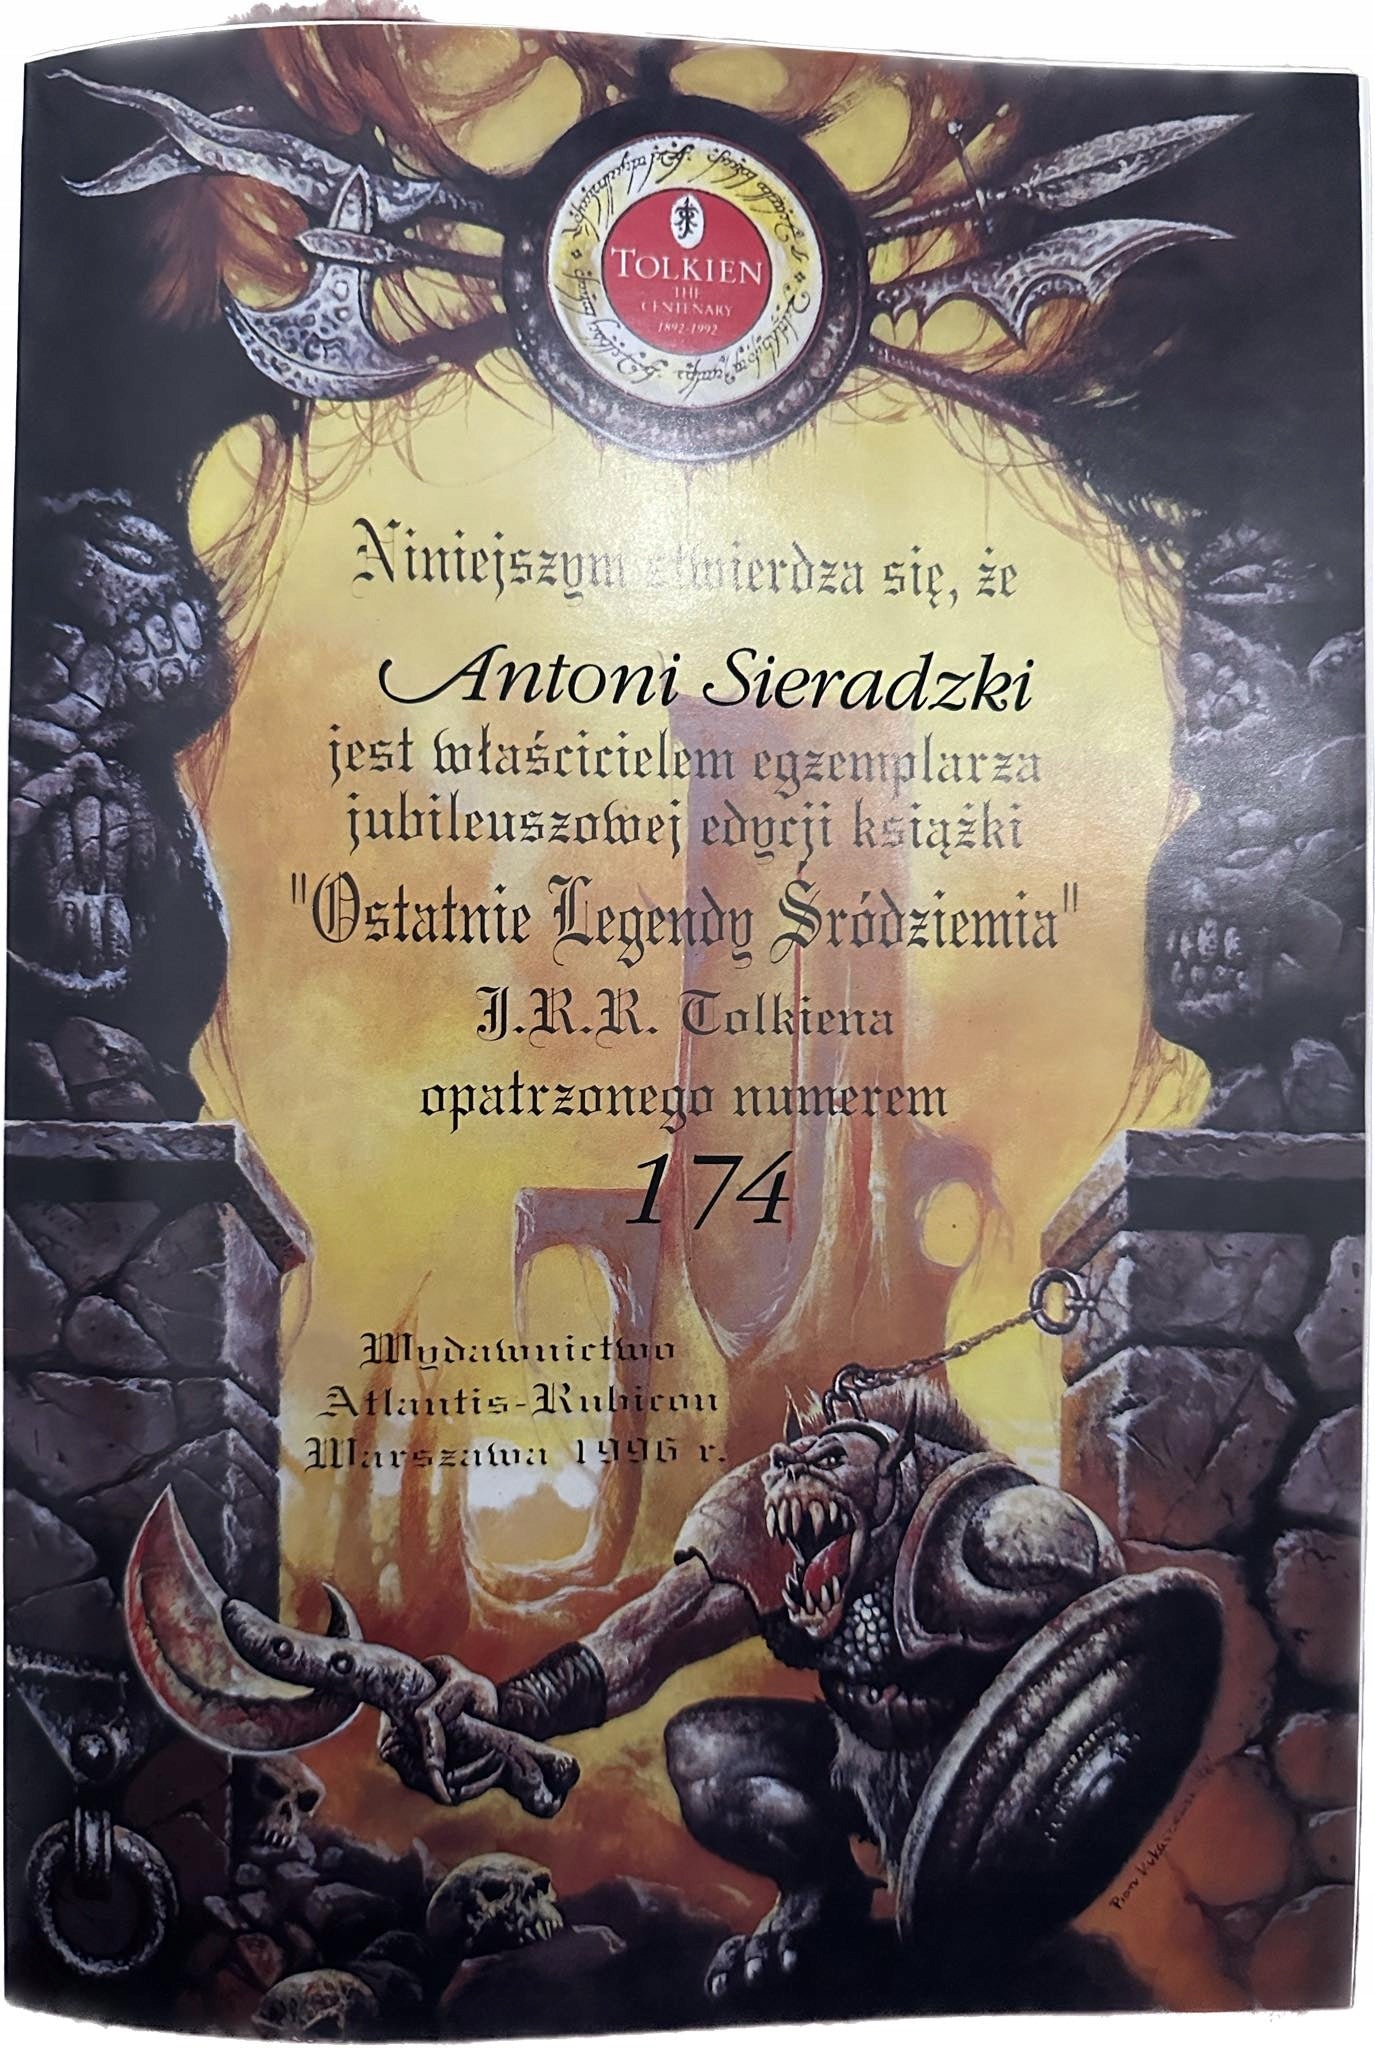 TOLKIEN
THE
CENTENARY
1892-1992
Niniejszym stwierdza się, że
Antoni Sieradzki
jest właścicielem egzemplarza
jubileuszowej edycji książki
"Ostatnie Legendy Śródziemia"
J.R.R. Tolkiena
opatrzonego numerem
174
Wydawnictwo
Atlantis-Rubicon
Warszawa 1996 r.